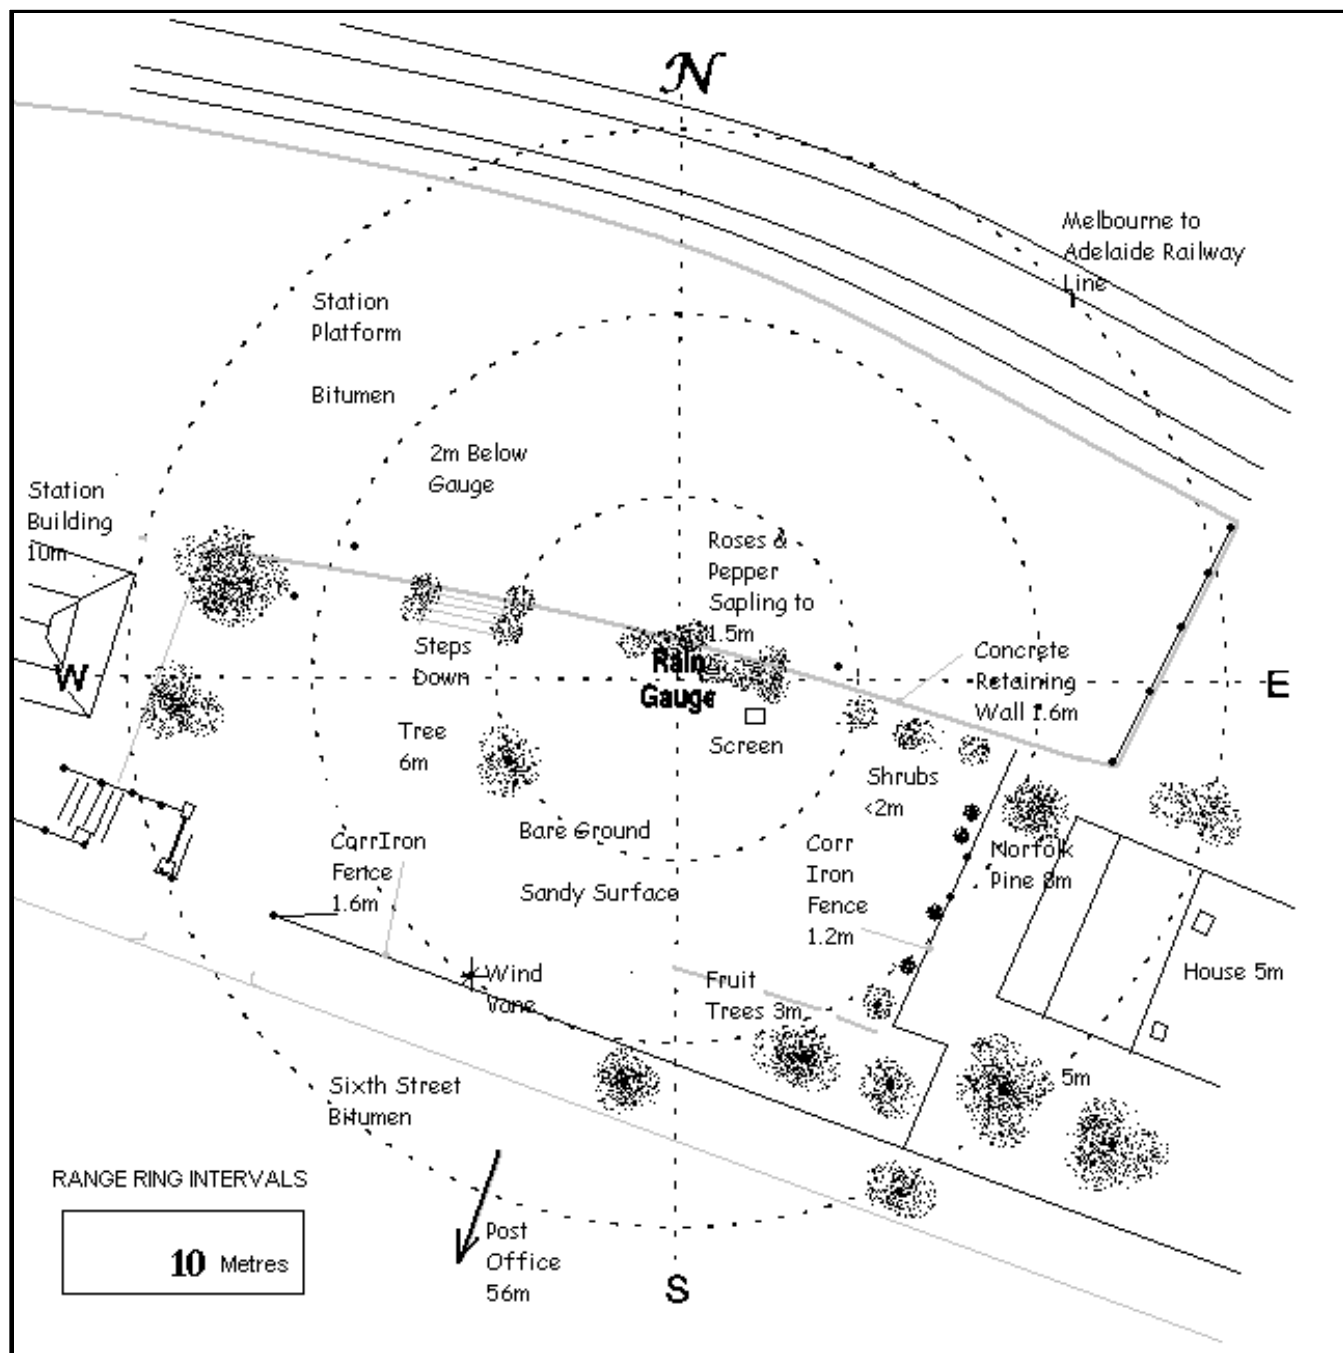 N
Melbourne to
Adelaide Railway
Line
Station
Platform
Bitumen
2m Below
Gauge
Station
Building
10m
Roses &
Pepper
Sapling to
1.5m
Steps
Down
W
Rain
Gauge
Concrete
Retaining
Wall 1.6m
E
Tree
6m
Screen
Shrubs
<2m
CorrIron
Fence
1.6m
Bare Ground
Sandy Surface
Corr
Iron
Fence
1.2m
Norfolk
Pine 8m
House 5m
Wind
Vane
Fruit
Trees 3m
5m
Sixth Street
Bitumen
RANGE RING INTERVALS
10 Metres
Post
Office
56m
S